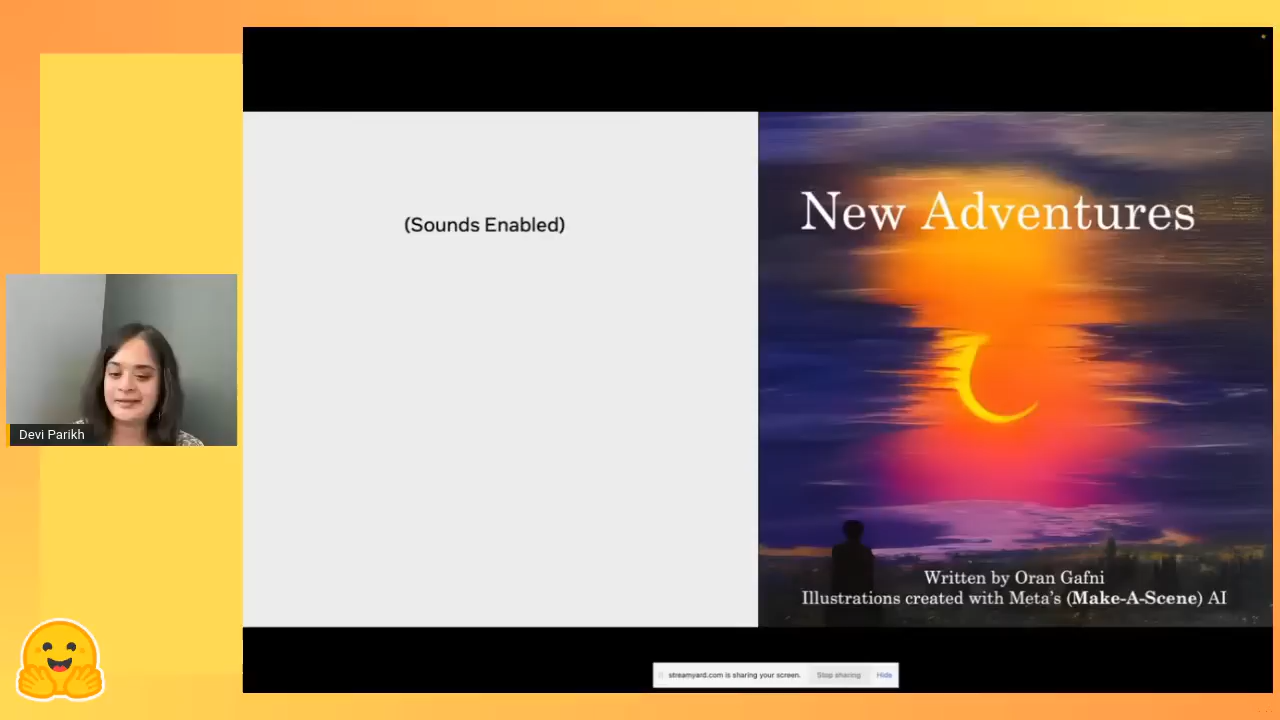 (Sounds Enabled)
New Adventures
Written by Oran Gafni
Illustrations created with Meta's (Make-A-Scene) AI
Devi Parikh
streamyard.com is sharing your screen.
Stop sharing
Hide